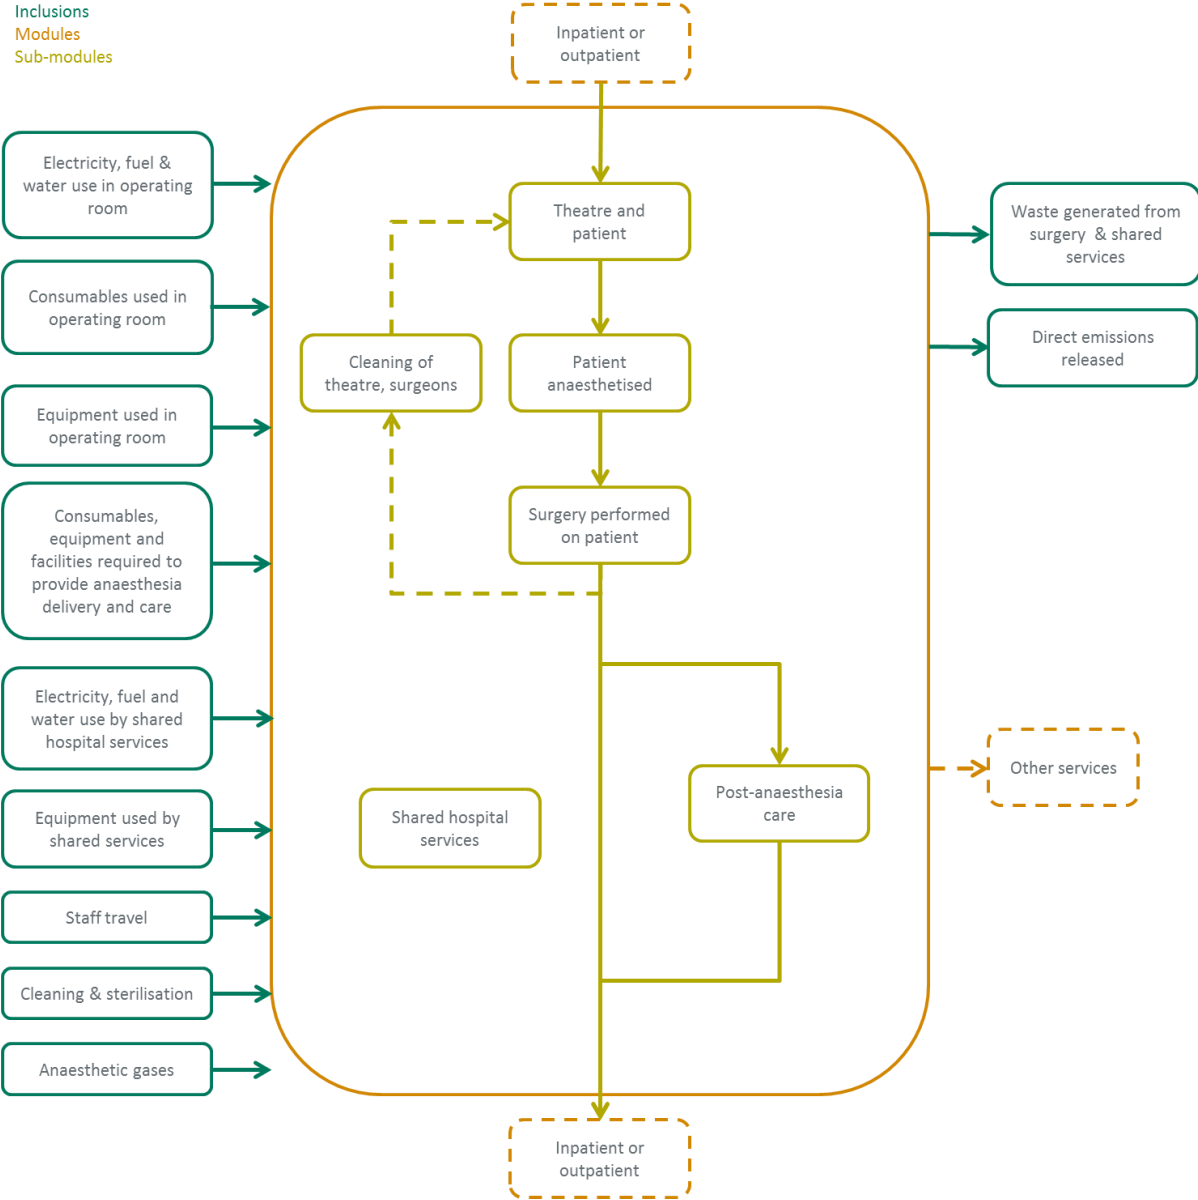 Inclusions
Modules
Sub-modules
Inpatient or
outpatient
Electricity, fuel &
water use in operating
room
Consumables used in
operating room
Equipment used in
operating room
Consumables,
equipment and
facilities required to
provide anaesthesia
delivery and care
Electricity, fuel and
water use by shared
hospital services
Equipment used by
shared services
Staff travel
Cleaning & sterilisation
Anaesthetic gases
Theatre and
patient
Cleaning of
theatre, surgeons
Patient
anaesthetised
Surgery performed
on patient
Shared hospital
services
Post-anaesthesia
care
Waste generated from
surgery & shared
services
Direct emissions
released
Other services
Inpatient or
outpatient